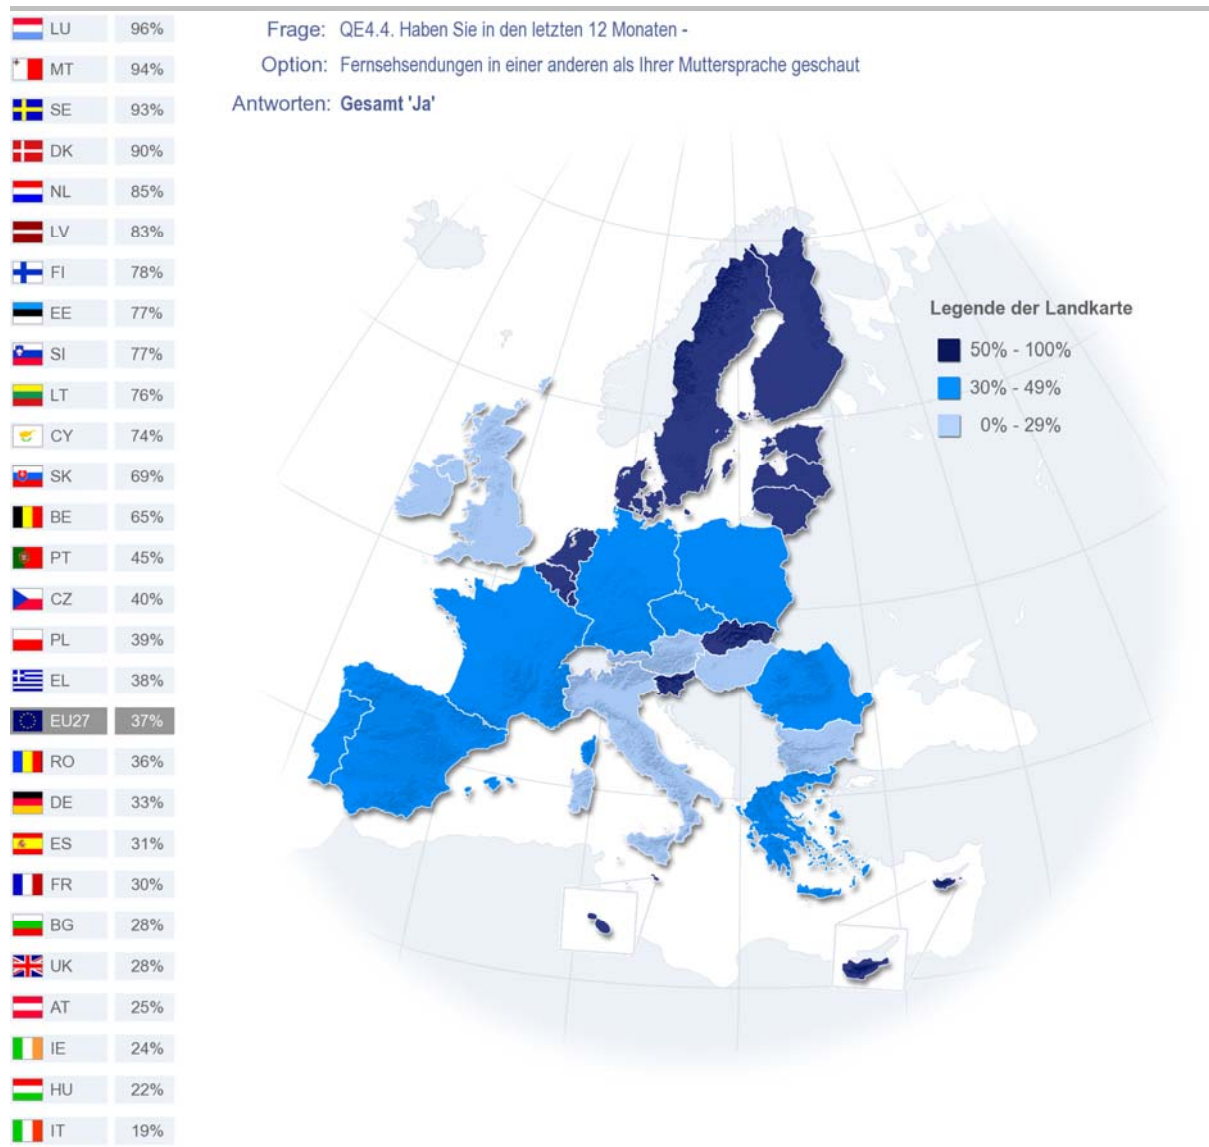 Frage: QE4.4. Haben Sie in den letzten 12 Monaten -
Option: Fernsehsendungen in einer anderen als Ihrer Muttersprache geschaut
Antworten: Gesamt 'Ja'
LU 96%
MT 94%
SE 93%
DK 90%
NL 85%
LV 83%
FI 78%
EE 77%
SI 77%
LT 76%
CY 74%
SK 69%
BE 65%
PT 45%
CZ 40%
PL 39%
EL 38%
EU27 37%
RO 36%
DE 33%
ES 31%
FR 30%
BG 28%
UK 28%
AT 25%
IE 24%
HU 22%
IT 19%
Legende der Landkarte
50% - 100%
30% - 49%
0% - 29%